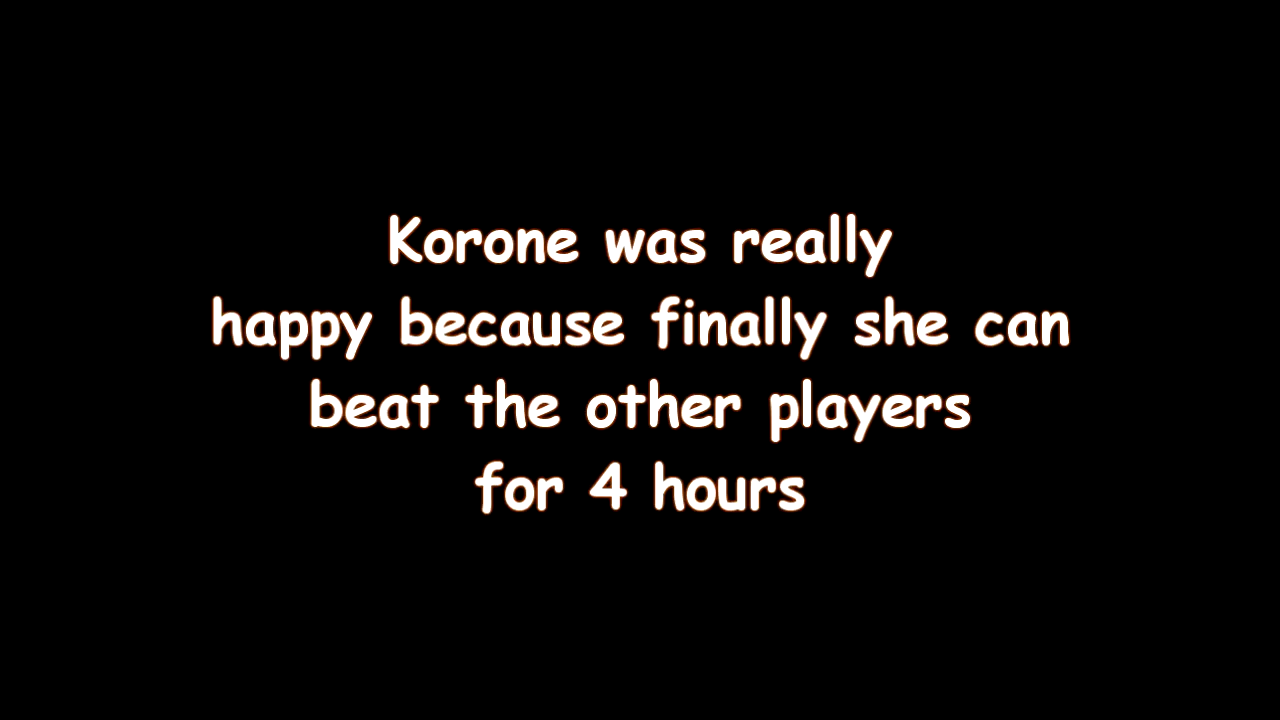 Korone was really
happy because finally she can
beat the other players
for 4 hours